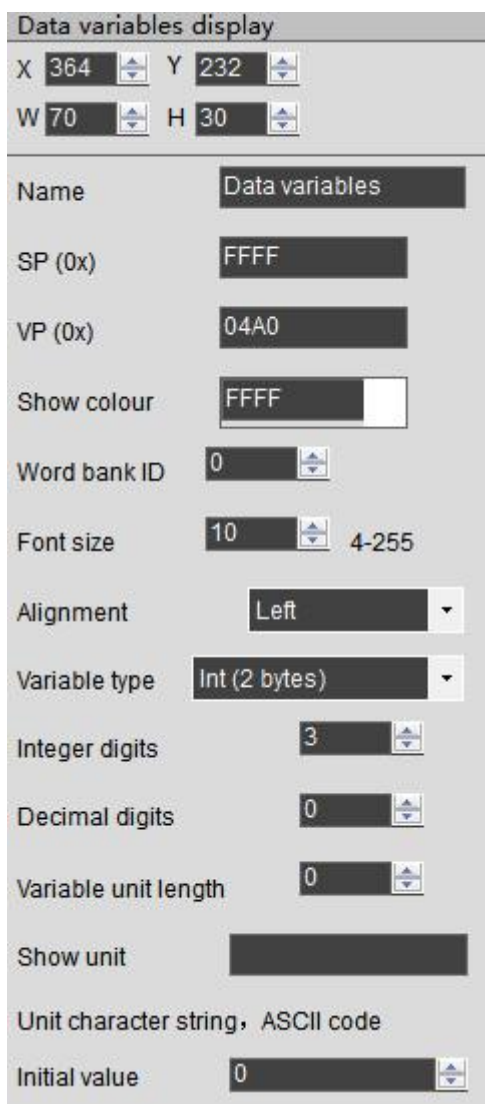 Data variables display
X 364 Y 232
W 70 H 30
Name Data variables
SP (0x) FFFF
VP (0x) 04A0
Show colour FFFF
Word bank ID 0
Font size 10 4-255
Alignment Left
Variable type Int (2 bytes)
Integer digits 3
Decimal digits 0
Variable unit length 0
Show unit
Unit character string，ASCII code
Initial value 0